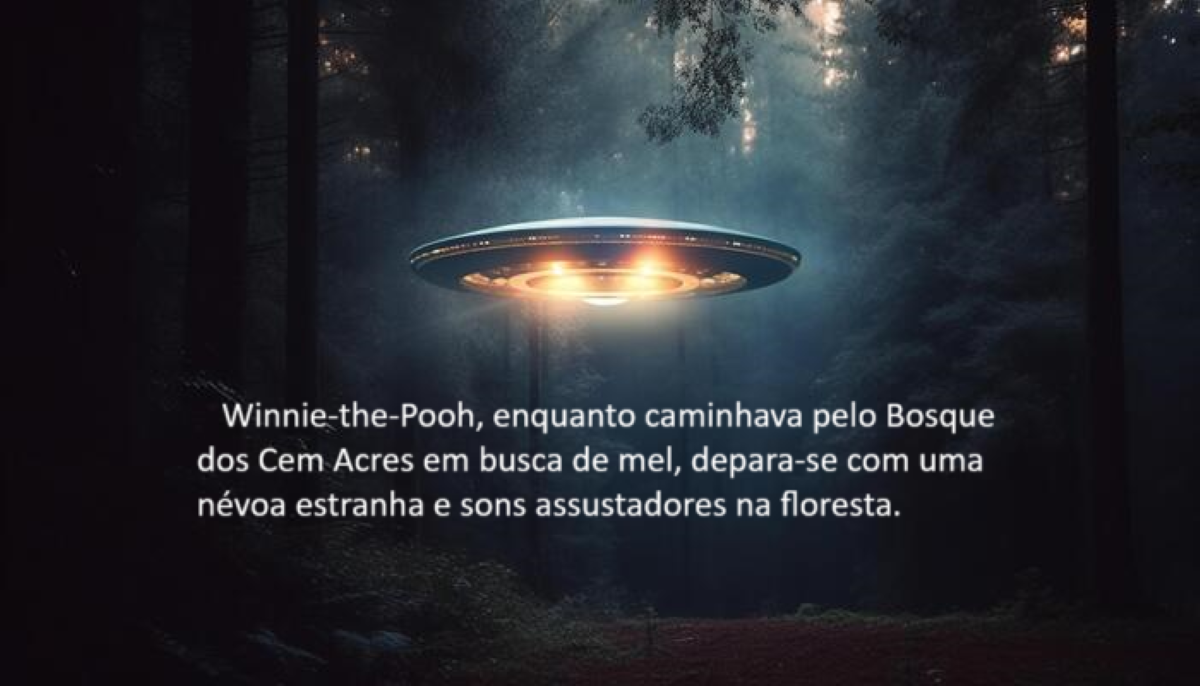 Winnie-the-Pooh, enquanto caminhava pelo Bosque
dos Cem Acres em busca de mel, depara-se com uma
névoa estranha e sons assustadores na floresta.